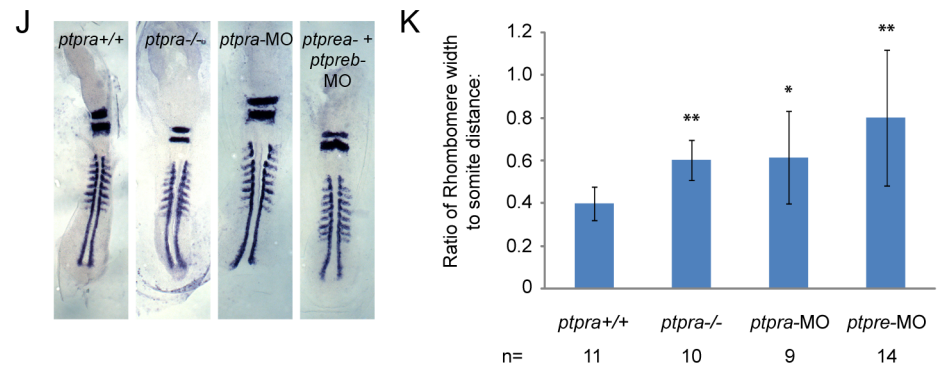 J
ptpra+/+
ptpra-/-
ptpra-MO
ptprea- +
ptpreb-
MO
K
Ratio of Rhombomere width
to somite distance:
1.2
1.0
0.8
0.6
0.4
0.2
0
**
*
**
ptpra+/+ ptpra-/- ptpra-MO ptpre-MO
n= 11 10 9 14